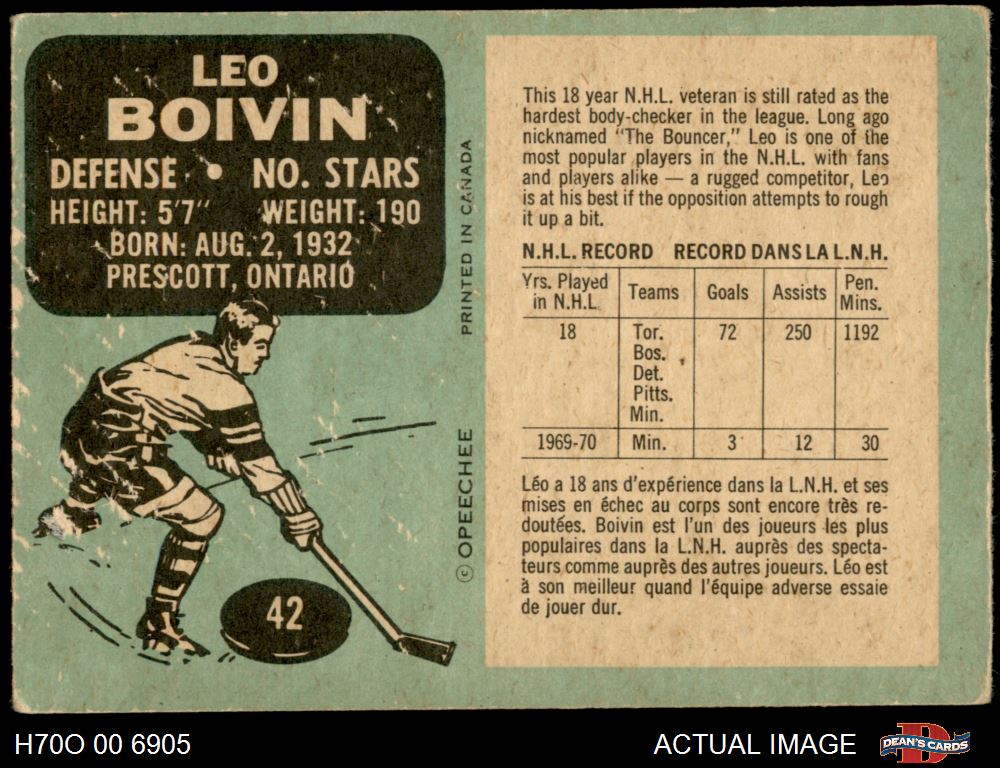 LEO
BOIVIN
DEFENSE • NO. STARS
HEIGHT: 5'7" WEIGHT: 190
BORN: AUG. 2, 1932
PRESCOTT, ONTARIO
42
© OPEECHEE PRINTED IN CANADA
This 18 year N.H.L. veteran is still rated as the
hardest body-checker in the league. Long ago
nicknamed "The Bouncer," Leo is one of the
most popular players in the N.H.L. with fans
and players alike — a rugged competitor, Leo
is at his best if the opposition attempts to rough
it up a bit.
N.H.L. RECORD RECORD DANS LA L.N.H.
Yrs. Played in N.H.L. Teams Goals Assists Pen. Mins.
18 Tor. 72 250 1192
Bos.
Det.
Pitts.
Min.
1969-70 Min. 3 12 30
Léo a 18 ans d'expérience dans la L.N.H. et ses
mises en échec au corps sont encore très re-
doutées. Boivin est l'un des joueurs les plus
populaires dans la L.N.H. auprès des specta-
teurs comme auprès des autres joueurs. Léo est
à son meilleur quand l'équipe adverse essaie
de jouer dur.
H70O 00 6905
ACTUAL IMAGE
D
DEAN'S CARDS